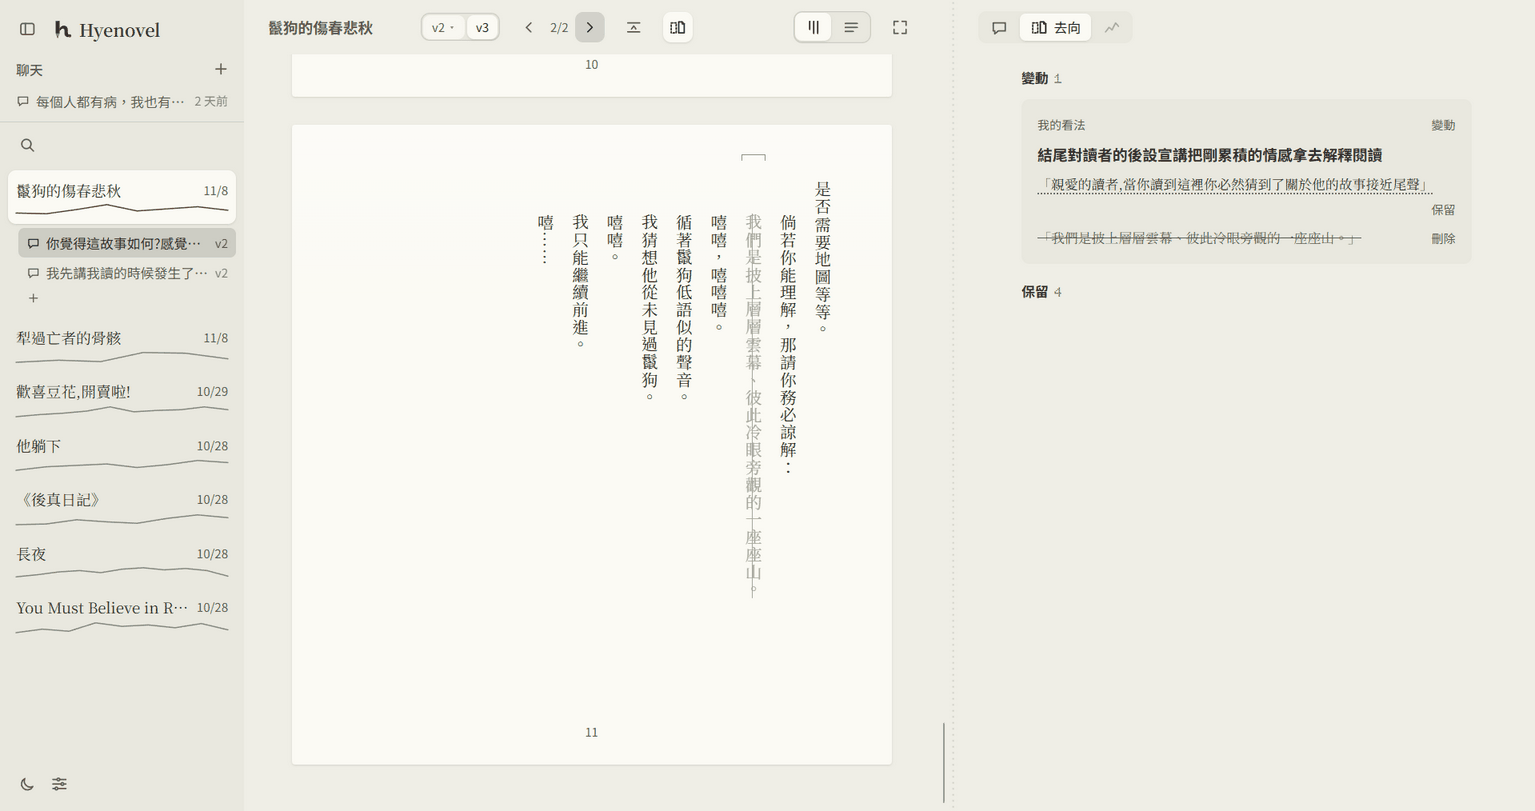 Hyenovel
聊天
每個人都有病，我也有⋯
2 天前
鬣狗的傷春悲秋
11/8
你覺得這故事如何?感覺⋯
v2
我先講我讀的時候發生了⋯
v2
犁過亡者的骨骸
11/8
歡喜豆花,開賣啦!
10/29
他躺下
10/28
《後真日記》
10/28
長夜
10/28
You Must Believe in R⋯
10/28
鬣狗的傷春悲秋
v2
v3
2/2
10
是否需要地圖等等。
倘若你能理解，那請你務必諒解：
我們是披上層層雲幕、彼此冷眼旁觀的一座座山。
嘻嘻，嘻嘻嘻。
循著鬣狗低語似的聲音。
我猜想他從未見過鬣狗。
嘻嘻。
我只能繼續前進。
嘻⋯⋯
11
去向
變動 1
我的看法
變動
結尾對讀者的後設宣講把剛累積的情感拿去解釋閱讀
「親愛的讀者,當你讀到這裡你必然猜到了關於他的故事接近尾聲」
保留
「我們是披上層層雲幕、彼此冷眼旁觀的一座座山。」
刪除
保留 4